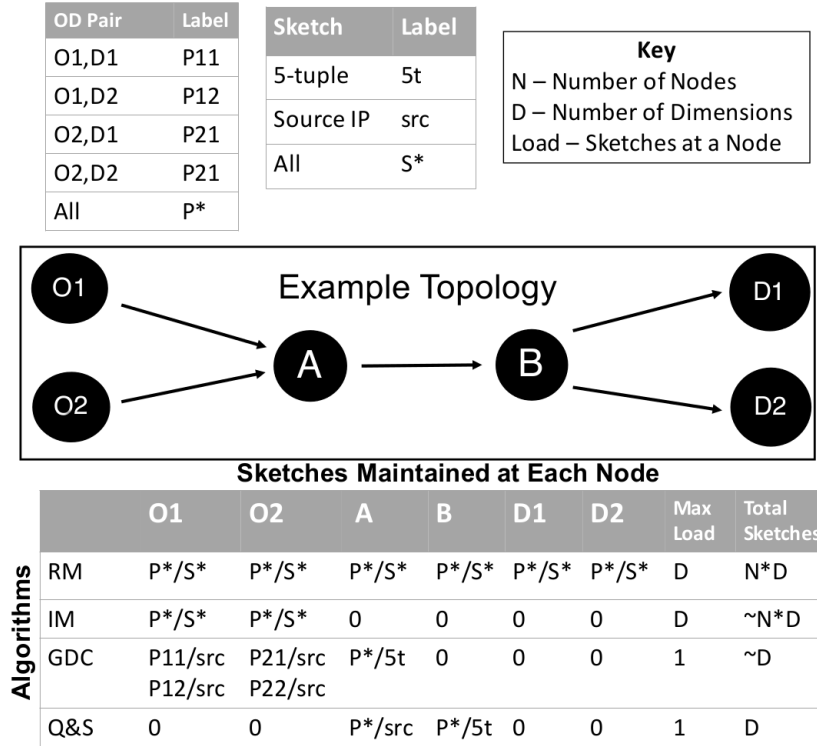 OD Pair Label
O1,D1 P11
O1,D2 P12
O2,D1 P21
O2,D2 P21
All P*
Sketch Label
5-tuple 5t
Source IP src
All S*
Key
N – Number of Nodes
D – Number of Dimensions
Load – Sketches at a Node
Example Topology
O1
O2
A
B
D1
D2
Sketches Maintained at Each Node
Algorithms
O1 O2 A B D1 D2 Max Load Total Sketches
RM P*/S* P*/S* P*/S* P*/S* P*/S* P*/S* D N*D
IM P*/S* P*/S* 0 0 0 0 D ~N*D
GDC P11/src P21/src P*/5t 0 0 0 1 ~D
P12/src P22/src
Q&S 0 0 P*/src P*/5t 0 0 1 D